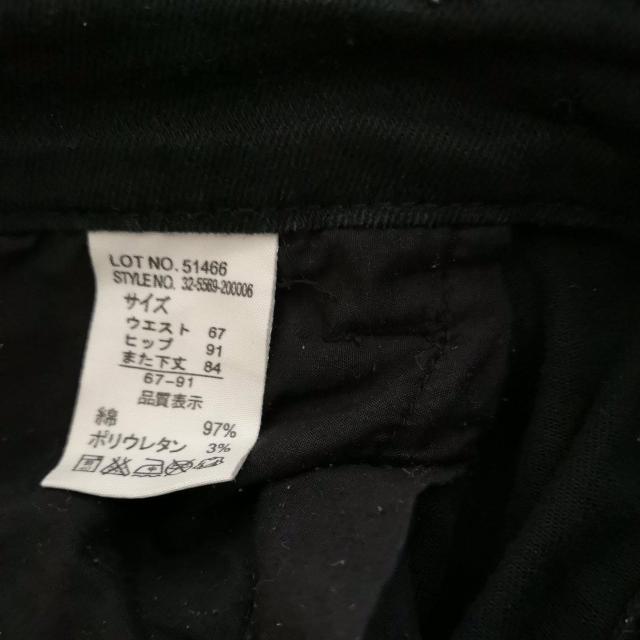 LOT NO. 51466
STYLE NO. 32-5569-200006
サイズ
ウエスト 67
ヒップ 91
また下丈 84
67-91
品質表示
綿 97%
ポリウレタン 3%